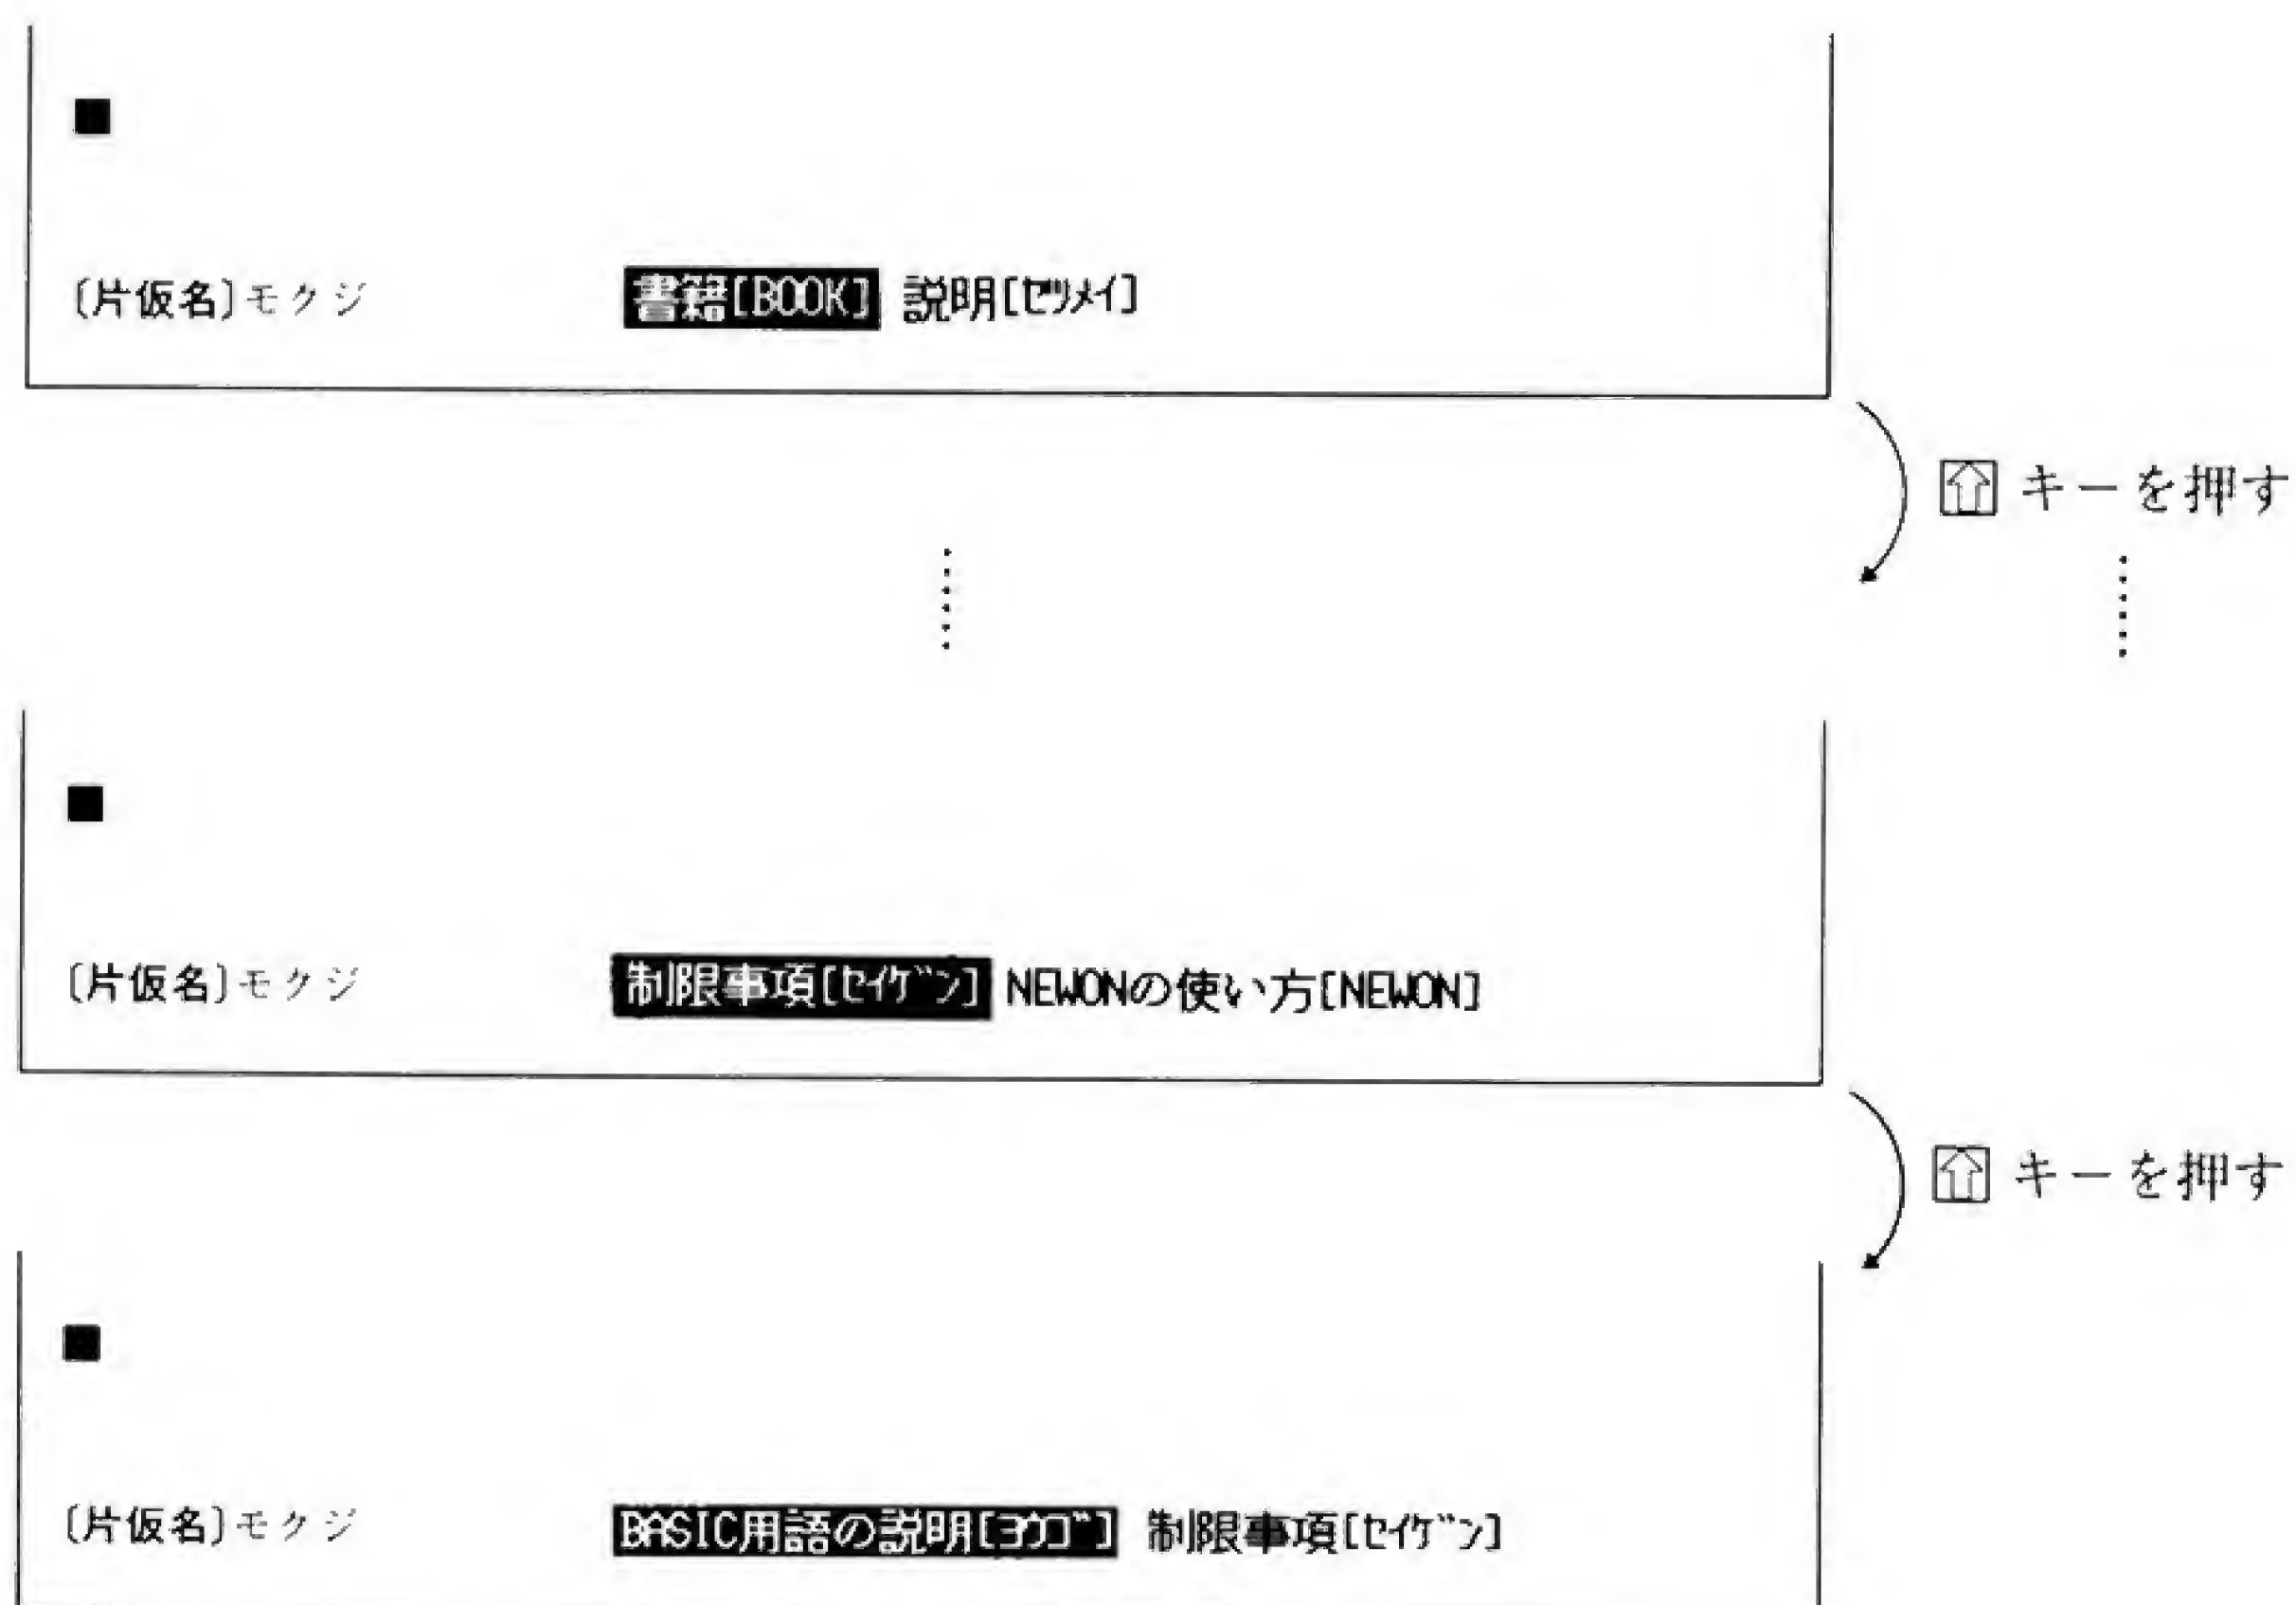 ■
〔片仮名〕モクジ 書籍[BOOK] 説明[ｾﾂﾒｲ]
⇧ キーを押す
■
〔片仮名〕モクジ 制限事項[ｾｲｹﾞﾝ] NEWONの使い方[NEWON]
⇧ キーを押す
■
〔片仮名〕モクジ BASIC用語の説明[ﾖｳｺﾞ] 制限事項[ｾｲｹﾞﾝ]